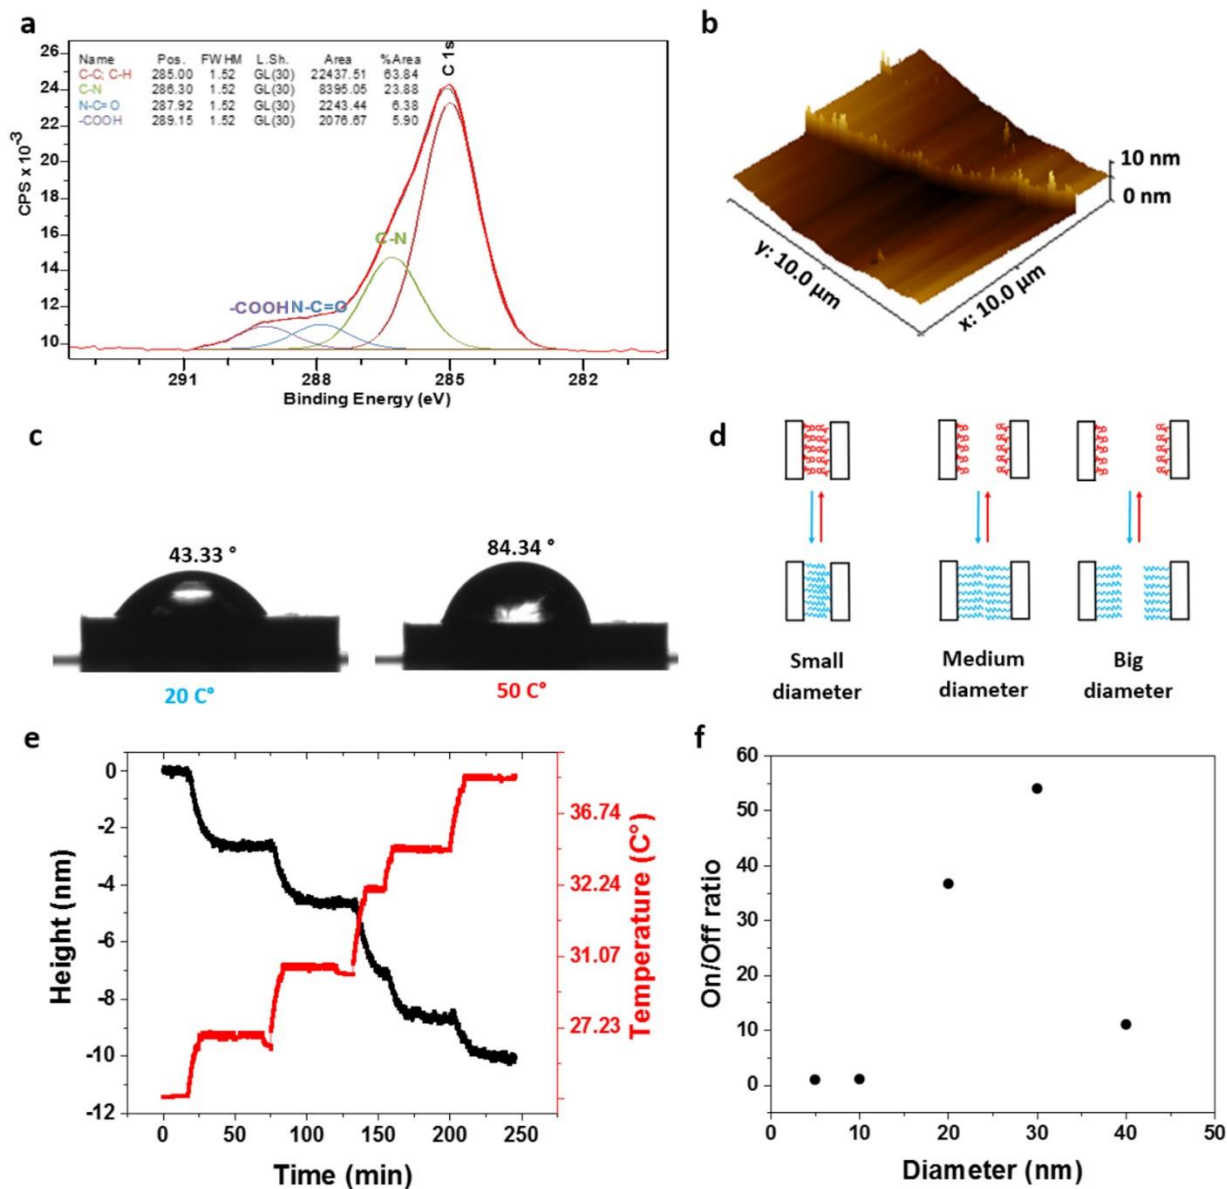 a
Name Pos. FWHM L.Sh. Area %Area
C-C; C-H 285.00 1.52 GL(30) 22437.51 63.84
C-N 286.30 1.52 GL(30) 8395.05 23.88
N-C=O 287.92 1.52 GL(30) 2243.44 6.38
-COOH 289.15 1.52 GL(30) 2076.67 5.90
C 1s
C-N
-COOH
N-C=O
26
24
22
20
18
16
14
12
10
CPS x 10⁻³
291 288 285 282
Binding Energy (eV)
b
10 nm
0 nm
y: 10.0 µm
x: 10.0 µm
c
43.33 °
84.34 °
20 C°
50 C°
d
Small diameter
Medium diameter
Big diameter
e
0
-2
-4
-6
-8
-10
-12
Height (nm)
36.74
32.24
31.07
27.23
Temperature (C°)
0 50 100 150 200 250
Time (min)
f
60
50
40
30
20
10
0
On/Off ratio
0 10 20 30 40 50
Diameter (nm)